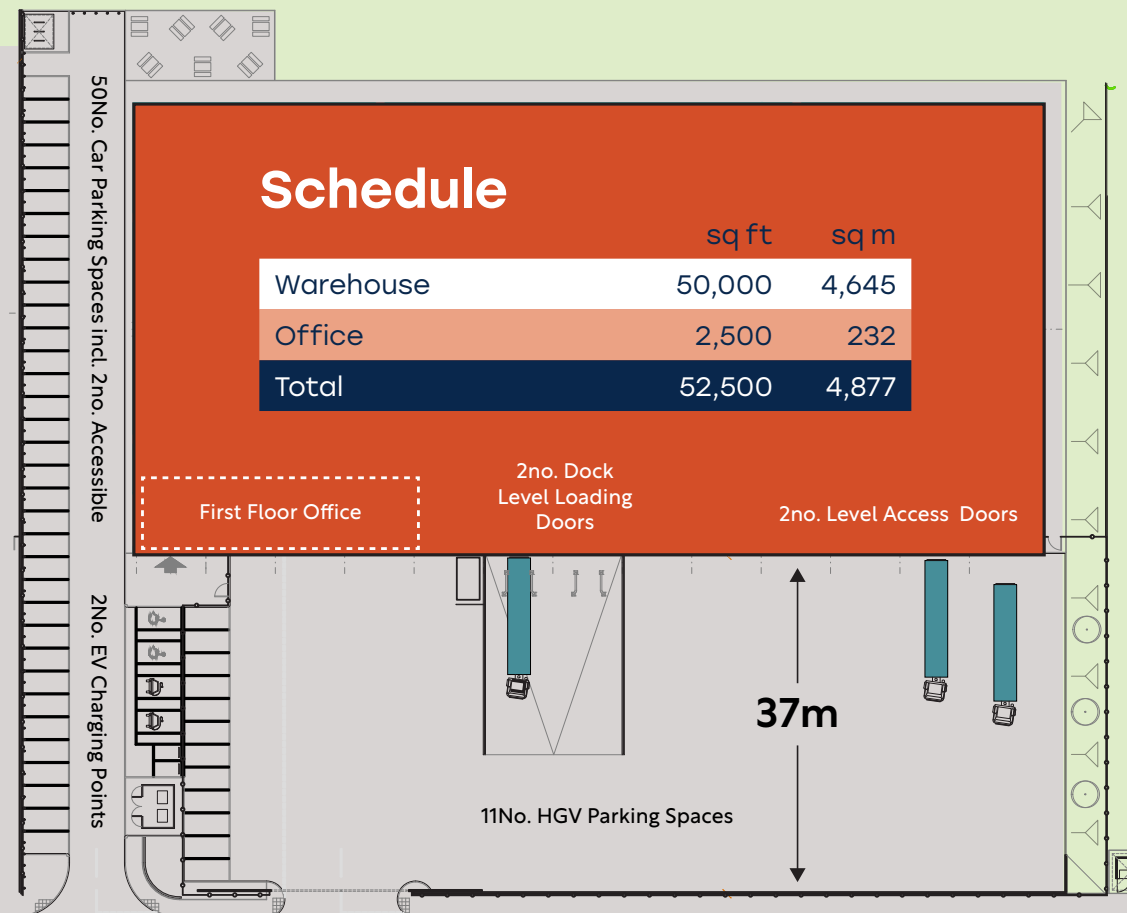 Schedule
sq ft sq m
Warehouse 50,000 4,645
Office 2,500 232
Total 52,500 4,877
50No. Car Parking Spaces incl. 2no. Accessible
2No. EV Charging Points
First Floor Office
2no. Dock
Level Loading
Doors
2no. Level Access Doors
37m
11No. HGV Parking Spaces